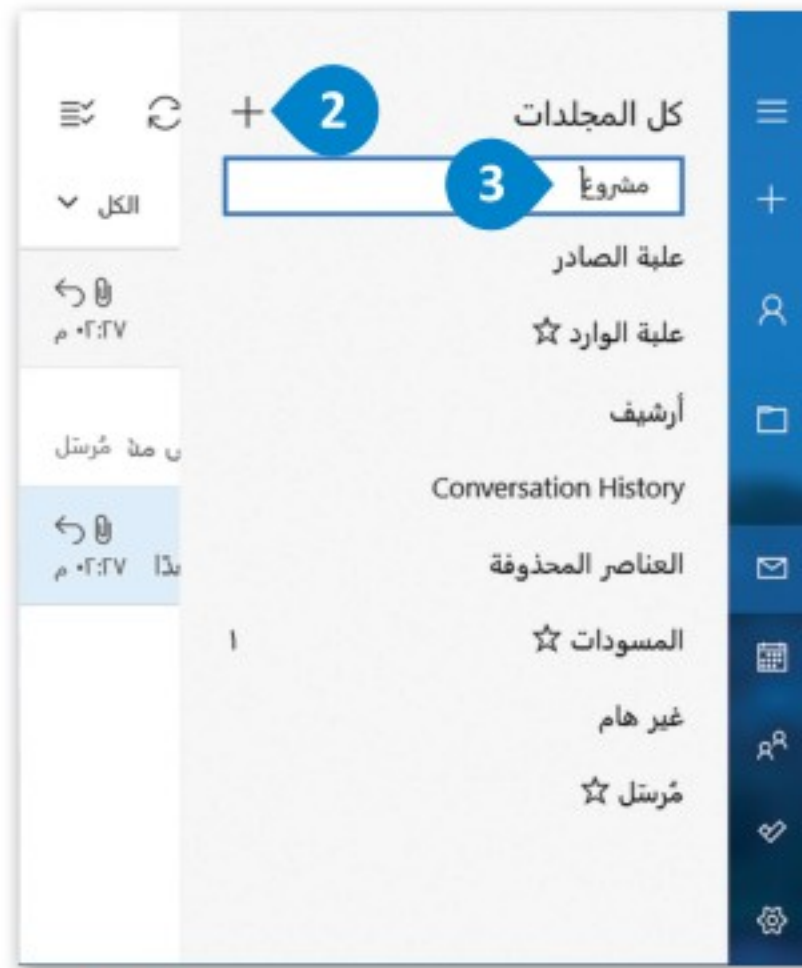 كل المجلدات
2
مشروع
3
علبة الصادر
علبة الوارد
أرشيف
Conversation History
العناصر المحذوفة
المسودات ١
غير هام
مُرسَل
الكل
٠٢:٢٧ م
مُرسَل
٠٢:٢٧ م